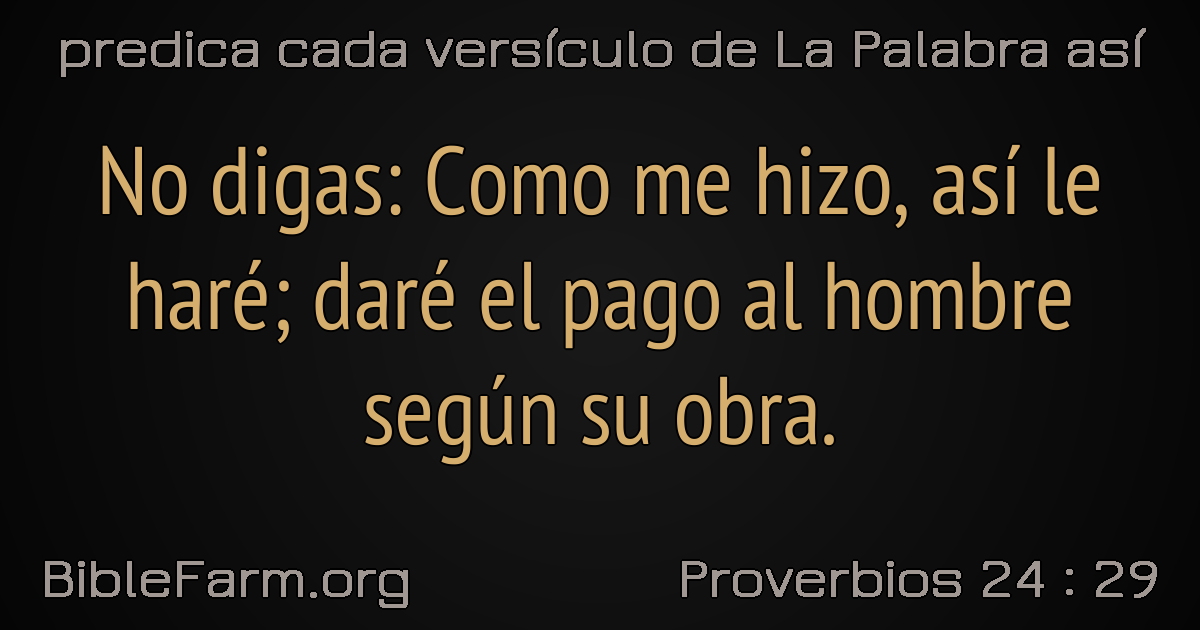 predica cada versículo de La Palabra así
No digas: Como me hizo, así le
haré; daré el pago al hombre
según su obra.
BibleFarm.org
Proverbios 24 : 29